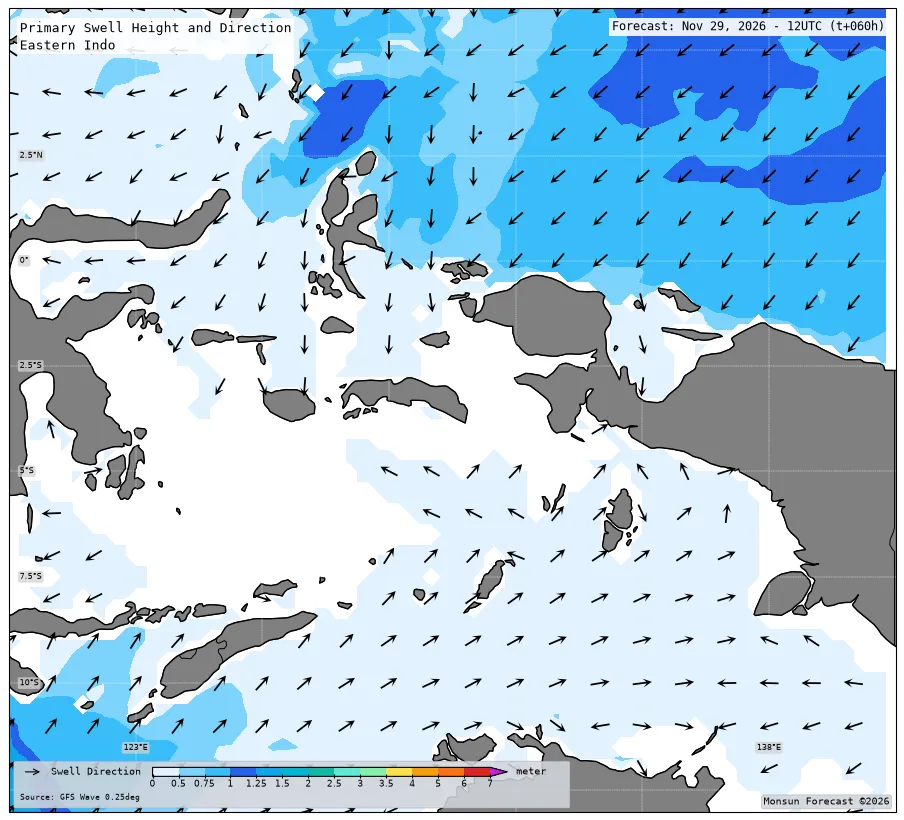 Primary Swell Height and Direction
Eastern Indo
Forecast: Nov 29, 2026 - 12UTC (t+060h)
2.5°N
0°
2.5°S
5°S
7.5°S
10°S
123°E
138°E
Swell Direction
0 0.5 0.75 1 1.25 1.5 2 2.5 3 3.5 4 5 6 7
meter
Source: GFS Wave 0.25deg
Monsun Forecast ©2026